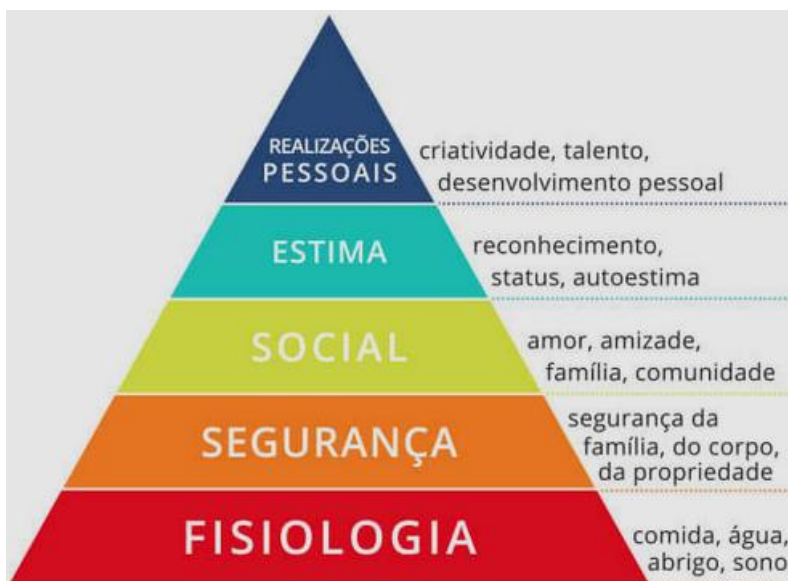 REALIZAÇÕES
PESSOAIS
criatividade, talento,
desenvolvimento pessoal
ESTIMA
reconhecimento,
status, autoestima
SOCIAL
amor, amizade,
família, comunidade
SEGURANÇA
segurança da
família, do corpo,
da propriedade
FISIOLOGIA
comida, água,
abrigo, sono